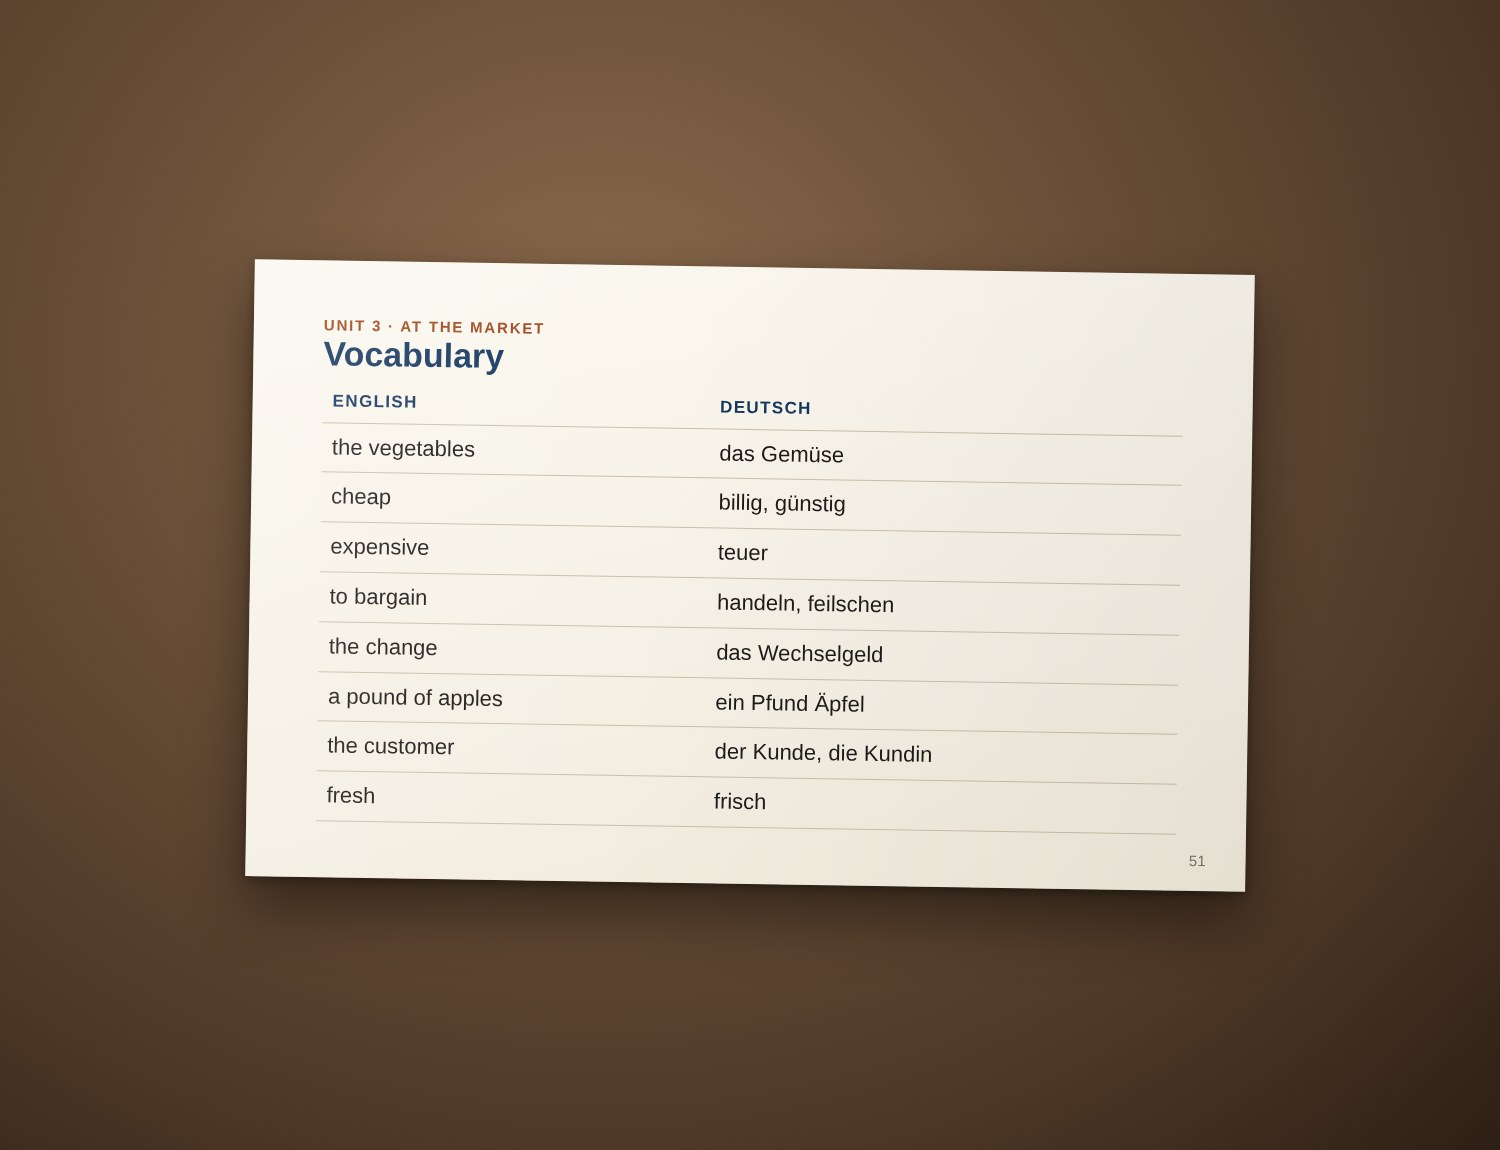 UNIT 3 · AT THE MARKET
Vocabulary
ENGLISH DEUTSCH
the vegetables das Gemüse
cheap billig, günstig
expensive teuer
to bargain handeln, feilschen
the change das Wechselgeld
a pound of apples ein Pfund Äpfel
the customer der Kunde, die Kundin
fresh frisch
51